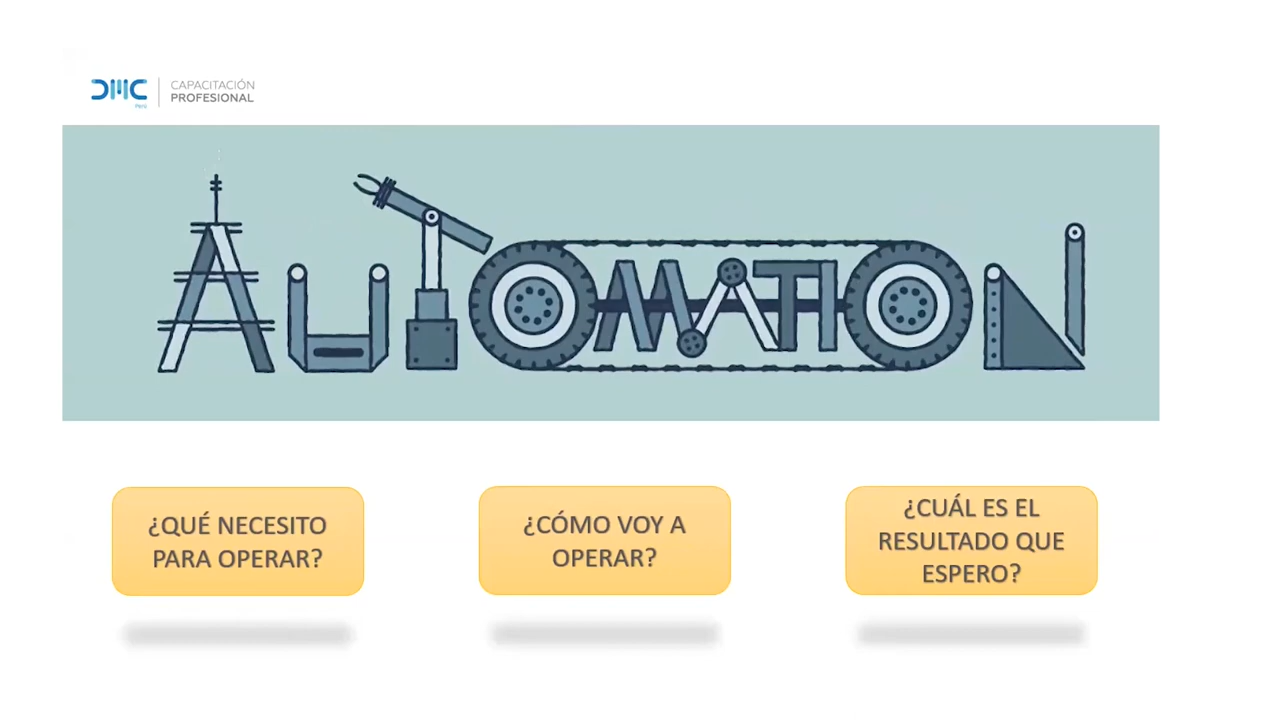 DMC
Perú
CAPACITACIÓN
PROFESIONAL
AUTOMATION
¿QUÉ NECESITO
PARA OPERAR?
¿CÓMO VOY A
OPERAR?
¿CUÁL ES EL
RESULTADO QUE
ESPERO?